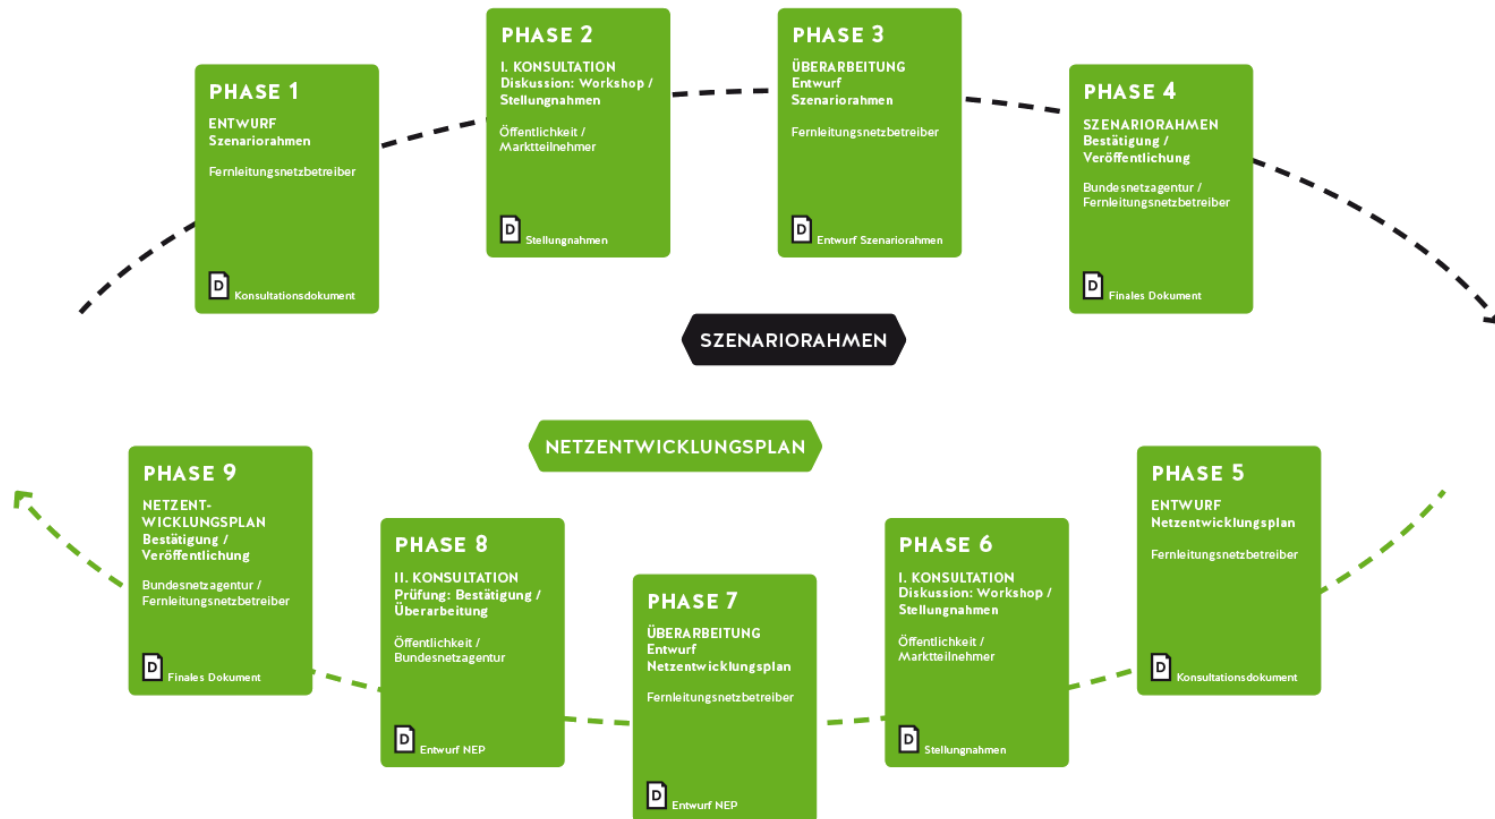 PHASE 1
ENTWURF
Szenariorahmen
Fernleitungsnetzbetreiber
D
Konsultationsdokument
PHASE 2
I. KONSULTATION
Diskussion: Workshop /
Stellungnahmen
Öffentlichkeit /
Marktteilnehmer
D
Stellungnahmen
PHASE 3
ÜBERARBEITUNG
Entwurf
Szenariorahmen
Fernleitungsnetzbetreiber
D
Entwurf Szenariorahmen
PHASE 4
SZENARIORAHMEN
Bestätigung /
Veröffentlichung
Bundesnetzagentur /
Fernleitungsnetzbetreiber
D
Finales Dokument
SZENARIORAHMEN
NETZENTWICKLUNGSPLAN
PHASE 5
ENTWURF
Netzentwicklungsplan
Fernleitungsnetzbetreiber
D
Konsultationsdokument
PHASE 6
I. KONSULTATION
Diskussion: Workshop /
Stellungnahmen
Öffentlichkeit /
Marktteilnehmer
D
Stellungnahmen
PHASE 7
ÜBERARBEITUNG
Entwurf
Netzentwicklungsplan
Fernleitungsnetzbetreiber
D
Entwurf NEP
PHASE 8
II. KONSULTATION
Prüfung: Bestätigung /
Überarbeitung
Öffentlichkeit /
Bundesnetzagentur
D
Entwurf NEP
PHASE 9
NETZENT-
WICKLUNGSPLAN
Bestätigung /
Veröffentlichung
Bundesnetzagentur /
Fernleitungsnetzbetreiber
D
Finales Dokument